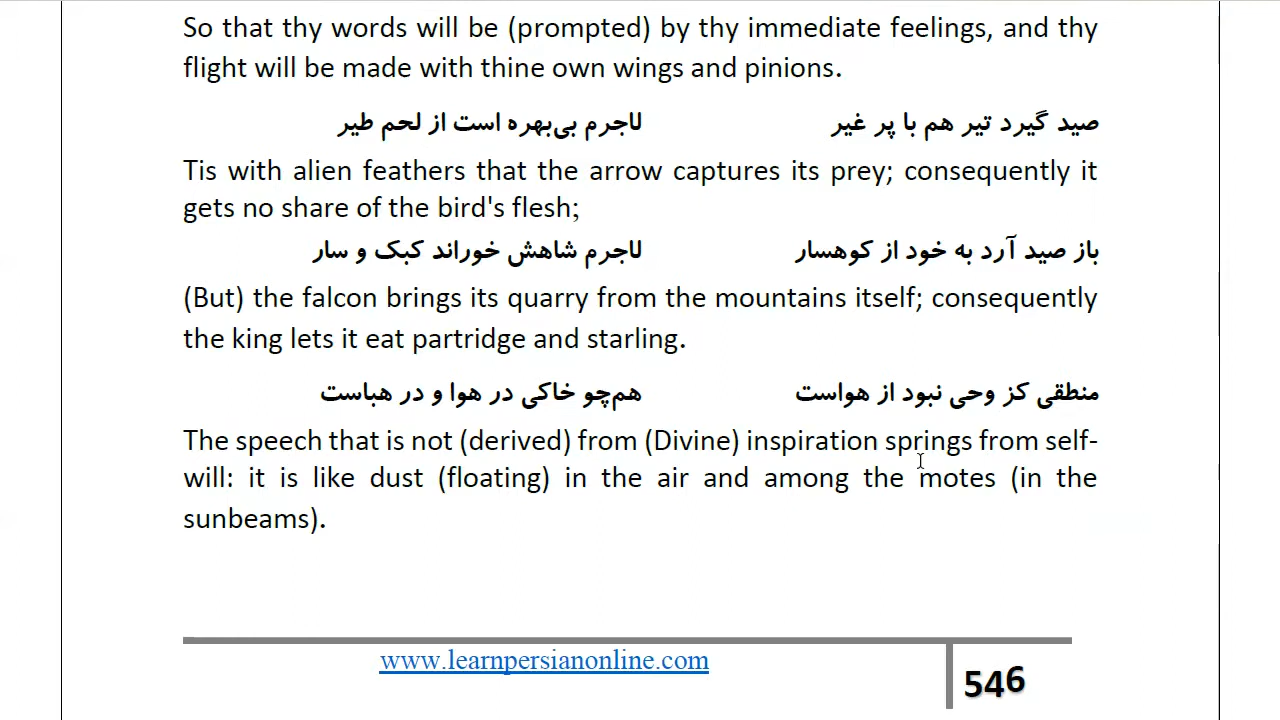 So that thy words will be (prompted) by thy immediate feelings, and thy
flight will be made with thine own wings and pinions.
صید گیرد تیر هم با پر غیر لاجرم بی‌بهره است از لحم طیر
Tis with alien feathers that the arrow captures its prey; consequently it
gets no share of the bird's flesh;
باز صید آرد به خود از کوهسار لاجرم شاهش خوراند کبک و سار
(But) the falcon brings its quarry from the mountains itself; consequently
the king lets it eat partridge and starling.
منطقی کز وحی نبود از هواست هم‌چو خاکی در هوا و در هباست
The speech that is not (derived) from (Divine) inspiration springs from self-
will: it is like dust (floating) in the air and among the motes (in the
sunbeams).
www.learnpersianonline.com
546